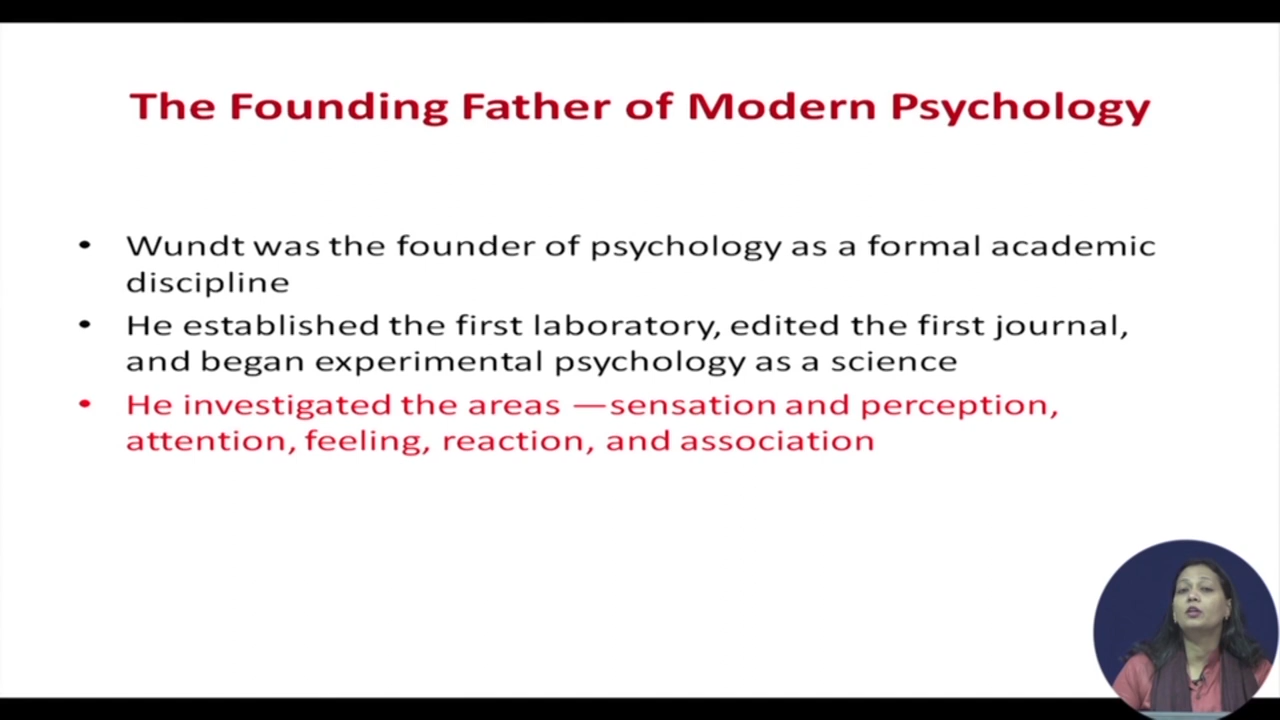 The Founding Father of Modern Psychology
• Wundt was the founder of psychology as a formal academic
discipline
• He established the first laboratory, edited the first journal,
and began experimental psychology as a science
• He investigated the areas —sensation and perception,
attention, feeling, reaction, and association